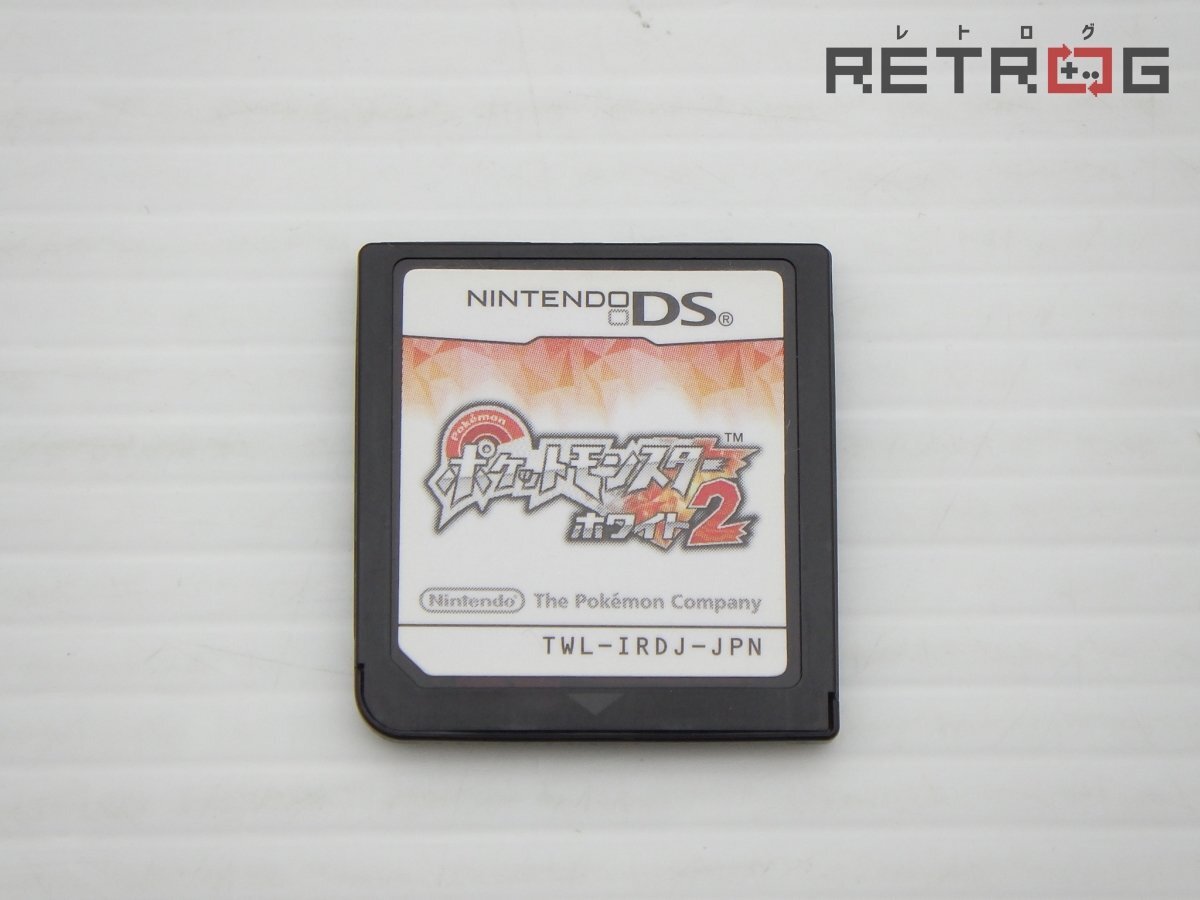 レトログ
RETROG
NINTENDO DS®
Pokémon
ポケットモンスター™
ホワイト2
Nintendo® The Pokémon Company
TWL-IRDJ-JPN